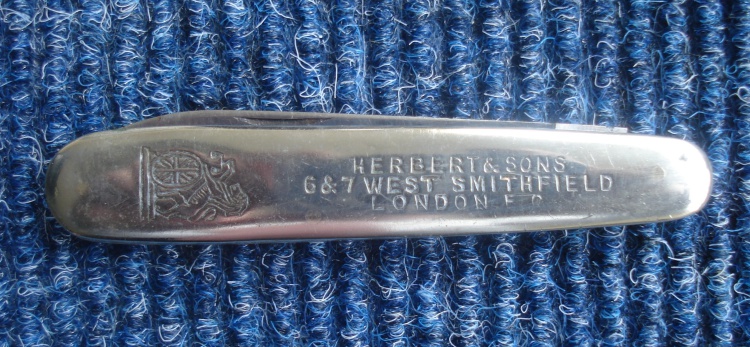 HERBERT & SONS
6 & 7 WEST SMITHFIELD
LONDON E C